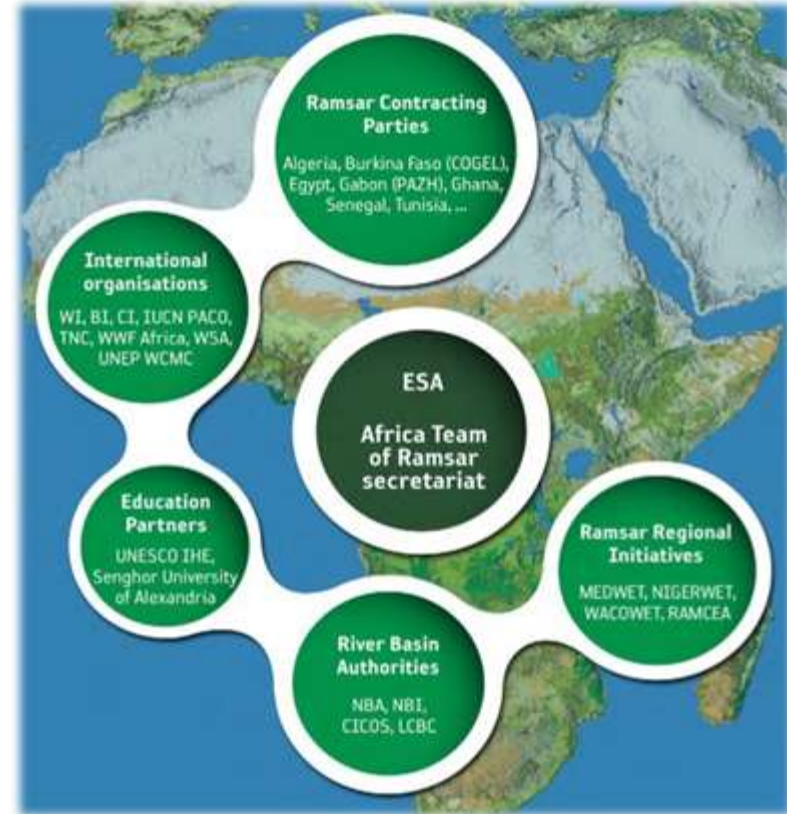 Ramsar Contracting
Parties
Algeria, Burkina Faso (COGEL),
Egypt, Gabon (PAZH), Ghana,
Senegal, Tunisia, ...
International
organisations
WI, BI, CI, IUCN PACO,
TNC, WWF Africa, WSA,
UNEP WCMC
ESA
Africa Team
of Ramsar
secretariat
Education
Partners
UNESCO IHE,
Senghor University
of Alexandria
Ramsar Regional
Initiatives
MEDWET, NIGERWET,
WACOWET, RAMCEA
River Basin
Authorities
NBA, NBI,
CICOS, LCBC